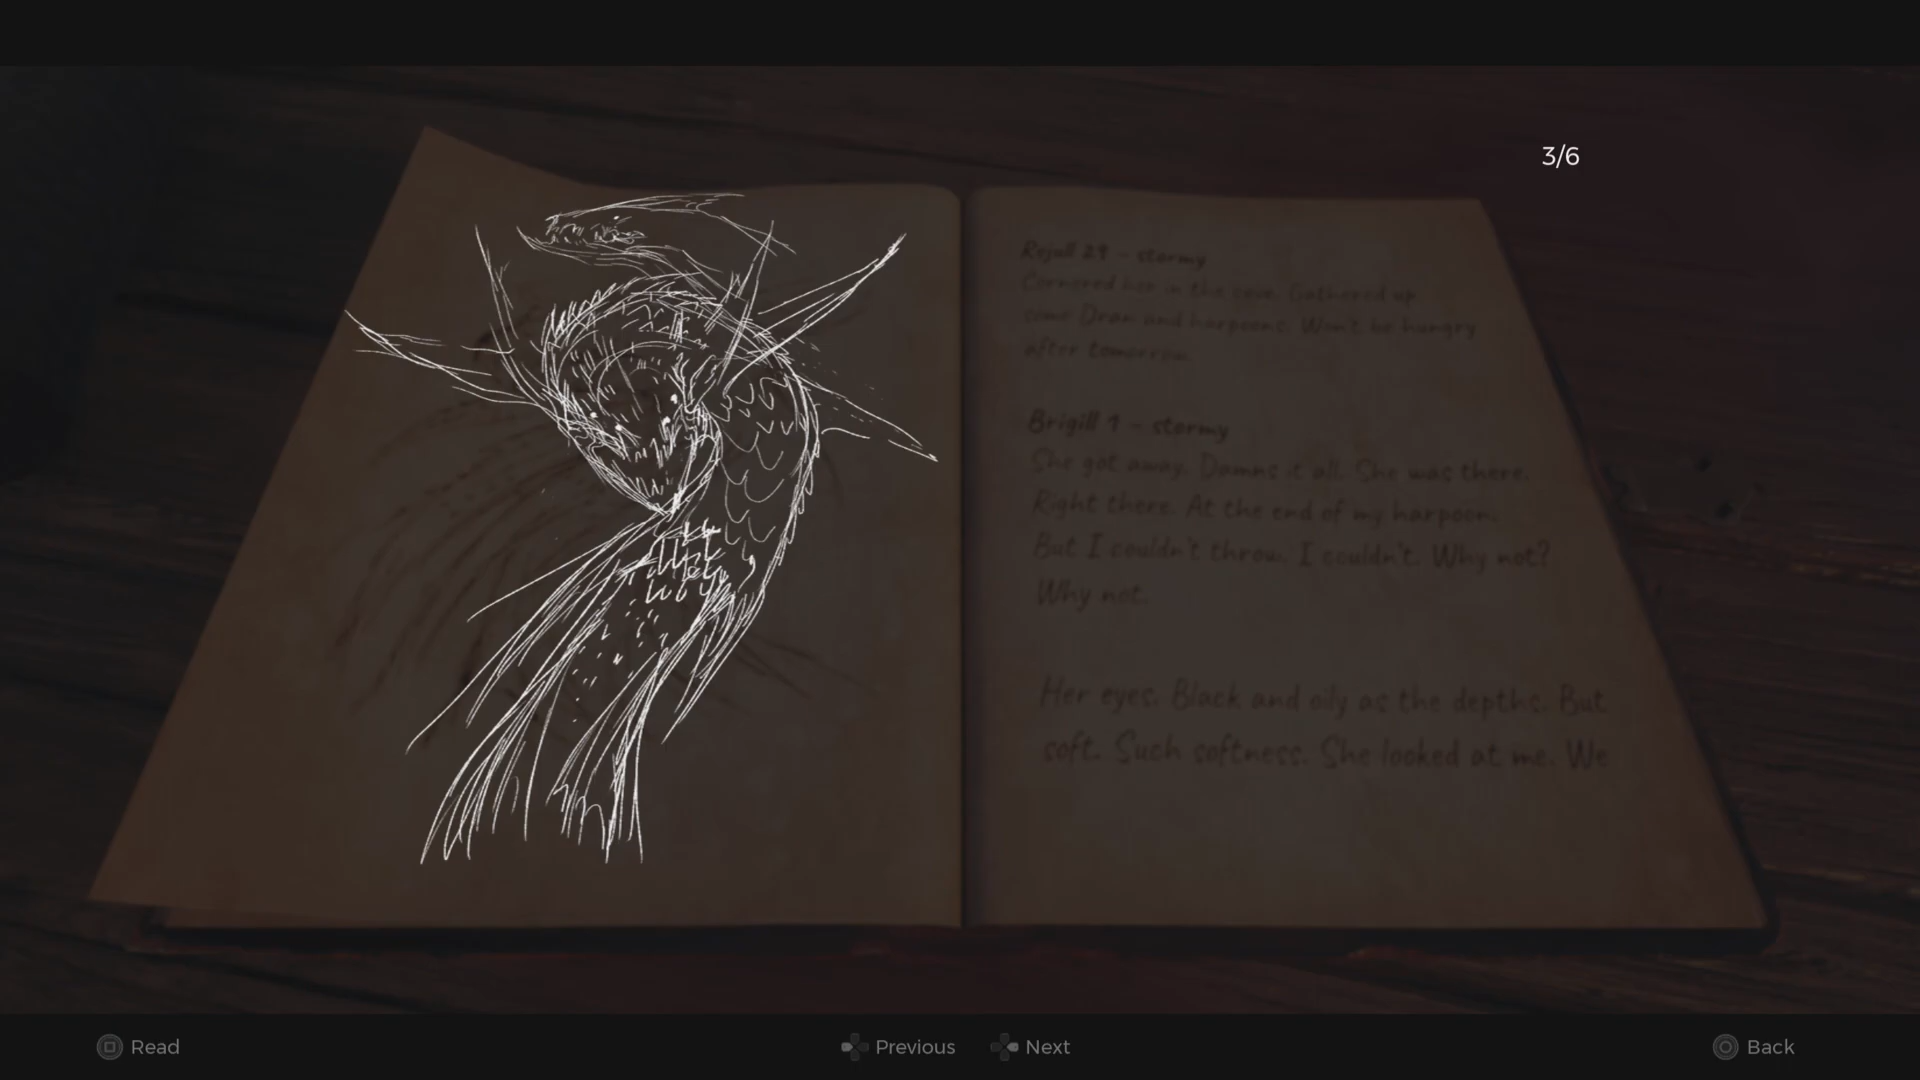 3/6
Rejull 29 - stormy
Cornered her in the cove. Gathered up
some Dran and harpoons. Won't be hungry
after tomorrow.
Brigill 1 - stormy
She got away. Damns it all. She was there.
Right there. At the end of my harpoon.
But I couldn't throw. I couldn't. Why not?
Why not.
Her eyes. Black and oily as the depths. But
soft. Such softness. She looked at me. We
Read
Previous
Next
Back